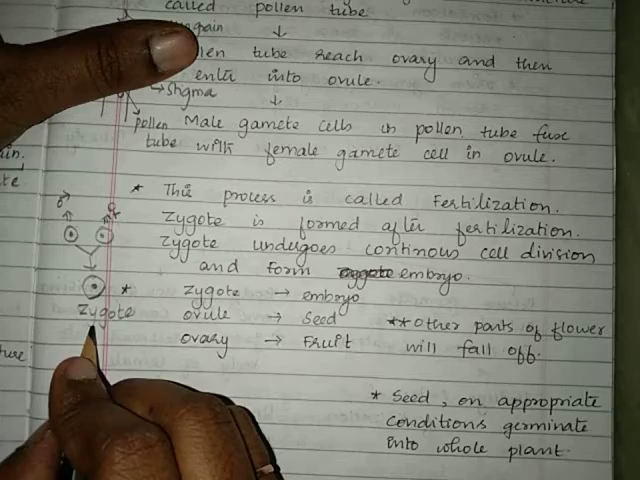 called pollen tube
↓
pollen tube reach ovary and then
enter into ovule.
→ Stigma
↓
pollen tube
Male gamete cells in pollen tube fuse
with female gamete cell in ovule.
* This process is called Fertilization.
♂ ♀
Zygote is formed after fertilization.
Zygote undergoes continous cell division
and form embryo.
* zygote → embryo
zygote
ovule → Seed
**Other parts of flower
ovary → Fruit
will fall off.
* Seed, on appropriate
conditions germinate
into whole plant.